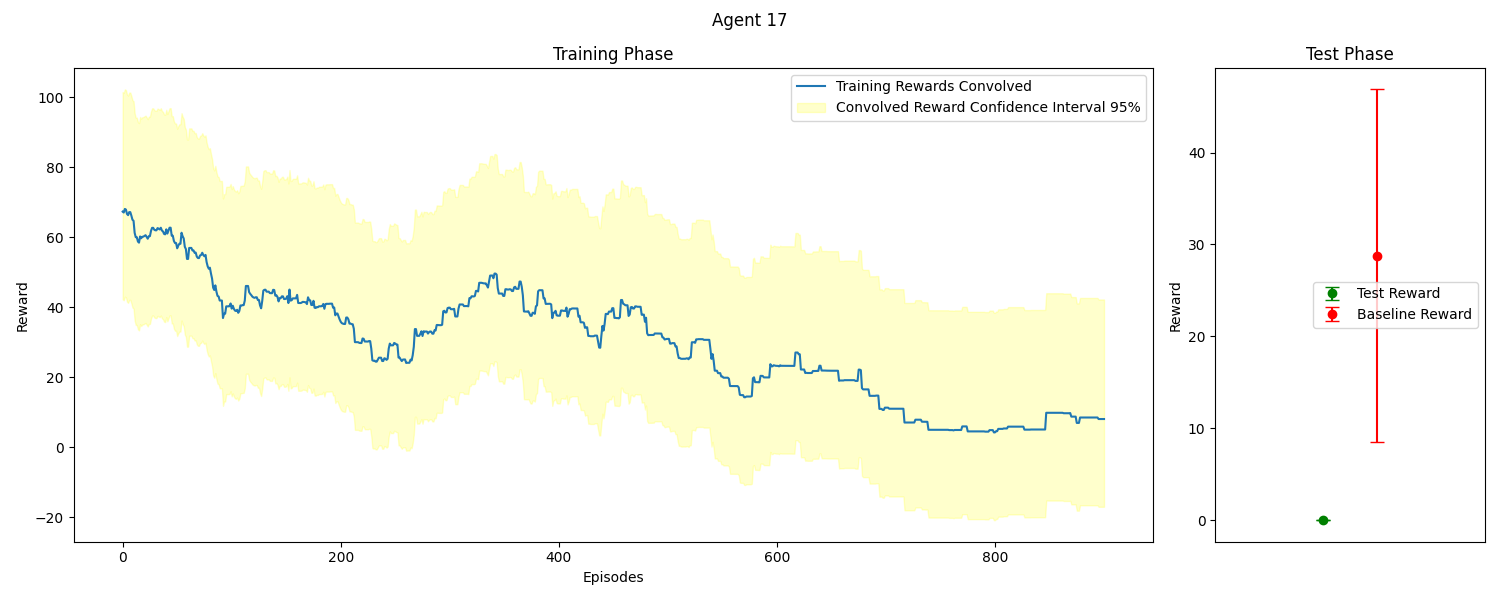 Agent 17
Training Phase
Training Rewards Convolved
Convolved Reward Confidence Interval 95%
Reward
100
80
60
40
20
0
−20
0
200
400
600
800
Episodes
Test Phase
Reward
40
30
20
10
0
Test Reward
Baseline Reward